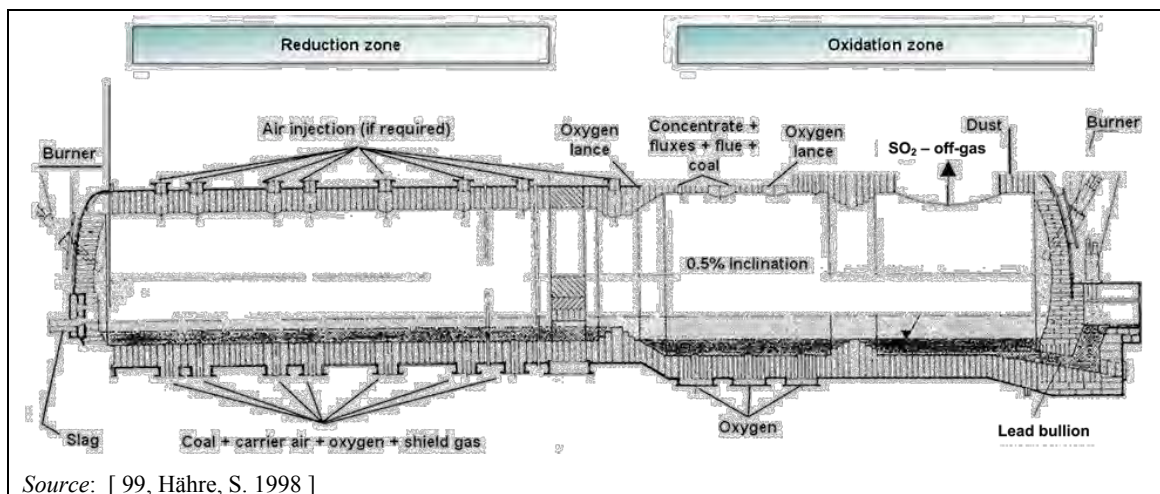 Reduction zone
Oxidation zone
Air injection (if required)
Burner
Oxygen
lance
Concentrate +
fluxes + flue +
coal
Oxygen
lance
SO₂ – off-gas
Dust
Burner
0.5% Inclination
Slag
Coal + carrier air + oxygen + shield gas
Oxygen
Lead bullion
Source: [ 99, Hähre, S. 1998 ]